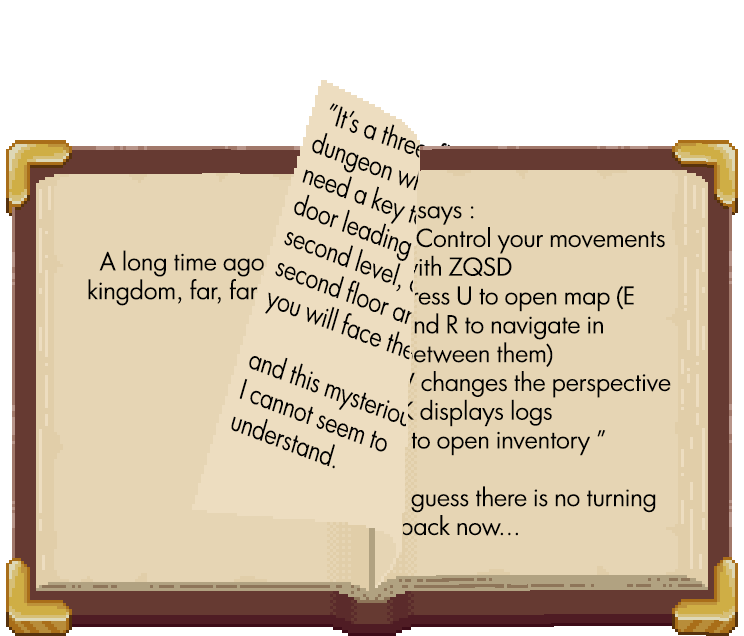 A long time ago
kingdom, far, far
"It's a three
dungeon
need a key
door leading
second level,
second floor
you will face the
and this mysteriou
I cannot seem to
understand.
says :
Control your movements
ith ZQSD
ress U to open map (E
nd R to navigate in
etween them)
changes the perspective
K displays logs
to open inventory "
guess there is no turning
back now...